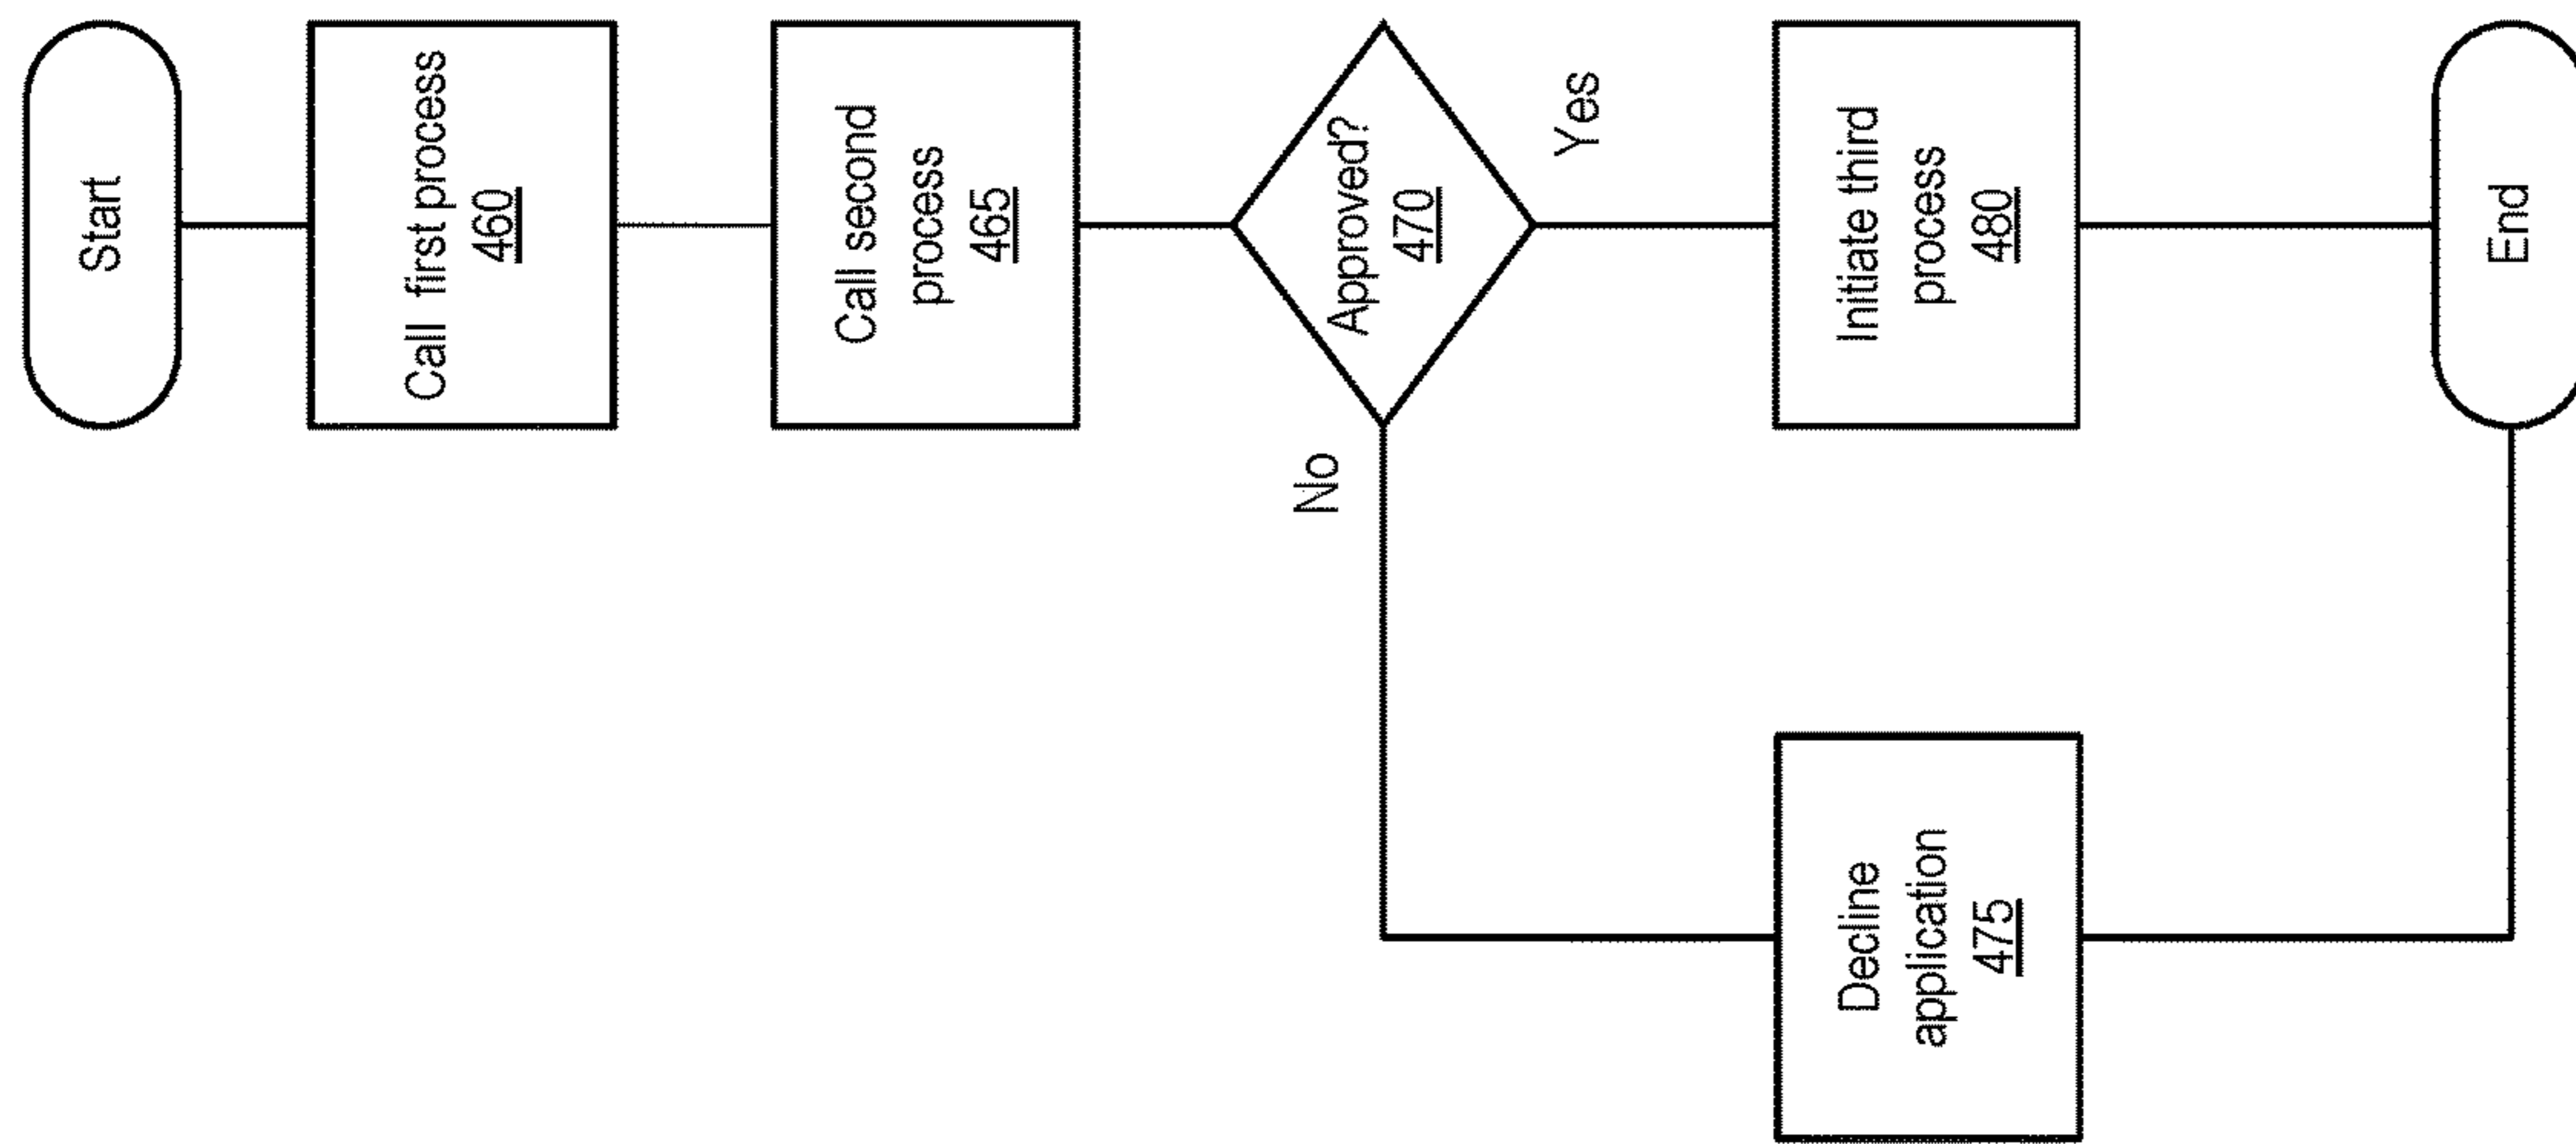 Start
Call first process
460
Call second
process
465
Approved?
470
No
Yes
Decline
application
475
Initiate third
process
480
End